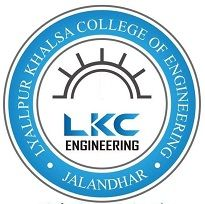 LYALLPUR KHALSA COLLEGE OF ENGINEERING
LKC
ENGINEERING
JALANDHAR